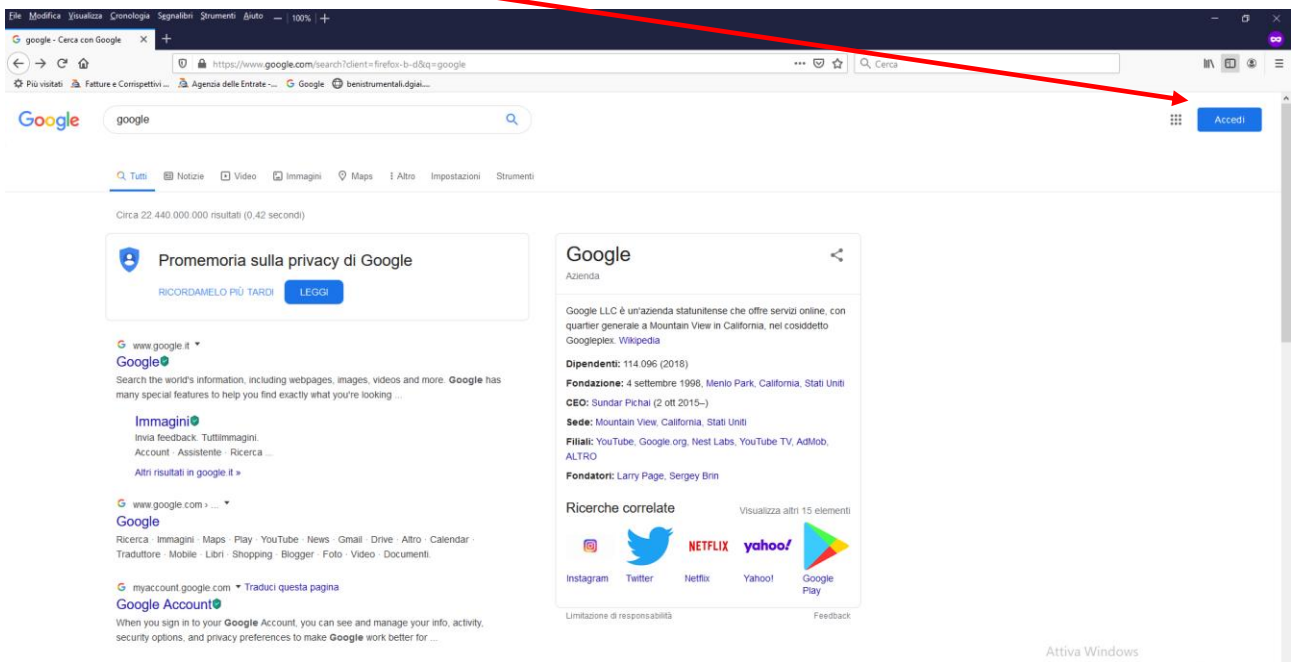 File Modifica Visualizza Cronologia Segnalibri Strumenti Aiuto — | 100% | +
google - Cerca con Google × +
https://www.google.com/search?client=firefox-b-d&q=google
Cerca
Più visitati Fatture e Corrispettivi ... Agenzia delle Entrate -... Google benistrumentali.dgiai....
Google
google
Accedi
Tutti Notizie Video Immagini Maps Altro Impostazioni Strumenti
Circa 22.440.000.000 risultati (0,42 secondi)
Promemoria sulla privacy di Google
RICORDAMELO PIÙ TARDI LEGGI
www.google.it
Google
Search the world's information, including webpages, images, videos and more. Google has
many special features to help you find exactly what you're looking ...
Immagini
Invia feedback. TuttiImmagini.
Account · Assistente · Ricerca ...
Altri risultati in google.it »
www.google.com › ...
Google
Ricerca · Immagini · Maps · Play · YouTube · News · Gmail · Drive · Altro · Calendar ·
Traduttore · Mobile · Libri · Shopping · Blogger · Foto · Video · Documenti.
myaccount.google.com Traduci questa pagina
Google Account
When you sign in to your Google Account, you can see and manage your info, activity,
security options, and privacy preferences to make Google work better for ...
Google
Azienda
Google LLC è un'azienda statunitense che offre servizi online, con
quartier generale a Mountain View in California, nel cosiddetto
Googleplex. Wikipedia
Dipendenti: 114.096 (2018)
Fondazione: 4 settembre 1998, Menlo Park, California, Stati Uniti
CEO: Sundar Pichai (2 ott 2015–)
Sede: Mountain View, California, Stati Uniti
Filiali: YouTube, Google.org, Nest Labs, YouTube TV, AdMob,
ALTRO
Fondatori: Larry Page, Sergey Brin
Ricerche correlate Visualizza altri 15 elementi
NETFLIX yahoo!
Instagram Twitter Netflix Yahoo! Google
Play
Limitazione di responsabilità Feedback
Attiva Windows